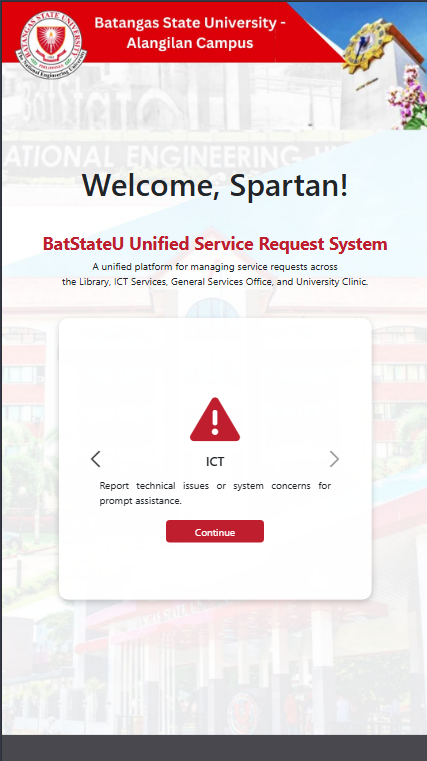 Batangas State University -
Alangilan Campus
BATANGAS STATE UNIVERSITY
The National Engineering University
NATIONAL ENGINEERING
Welcome, Spartan!
BatStateU Unified Service Request System
A unified platform for managing service requests across
the Library, ICT Services, General Services Office, and University Clinic.
ICT
Report technical issues or system concerns for
prompt assistance.
Continue